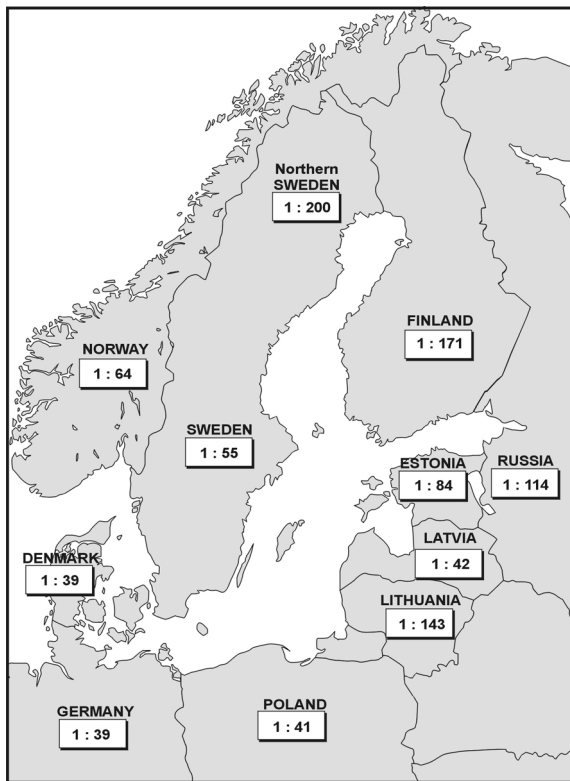 Northern
SWEDEN
1 : 200
FINLAND
1 : 171
NORWAY
1 : 64
SWEDEN
1 : 55
ESTONIA
1 : 84
RUSSIA
1 : 114
LATVIA
1 : 42
DENMARK
1 : 39
LITHUANIA
1 : 143
GERMANY
1 : 39
POLAND
1 : 41